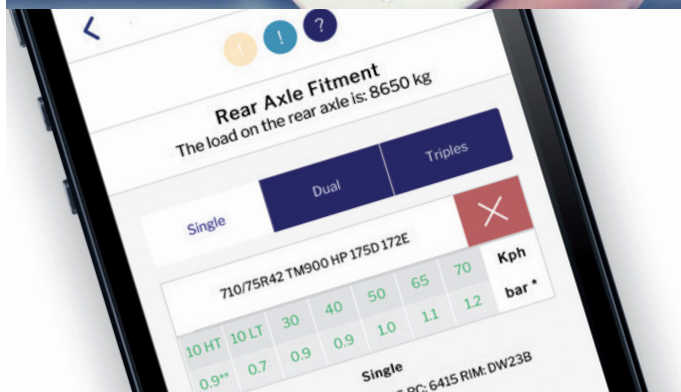 ! ! ?
Rear Axle Fitment
The load on the rear axle is: 8650 kg
Single Dual Triples
710/75R42 TM900 HP 175D 172E
10 HT 10 LT 30 40 50 65 70 Kph
0.9** 0.7 0.9 0.9 1.0 1.1 1.2 bar *
Single
RC: 6415 RIM: DW23B